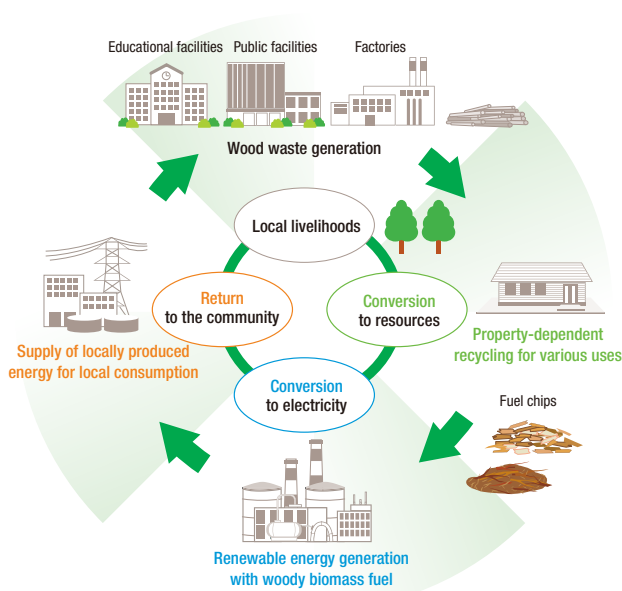 Educational facilities
Public facilities
Factories
Wood waste generation
Local livelihoods
Return
to the community
Conversion
to resources
Conversion
to electricity
Supply of locally produced
energy for local consumption
Property-dependent
recycling for various uses
Fuel chips
Renewable energy generation
with woody biomass fuel